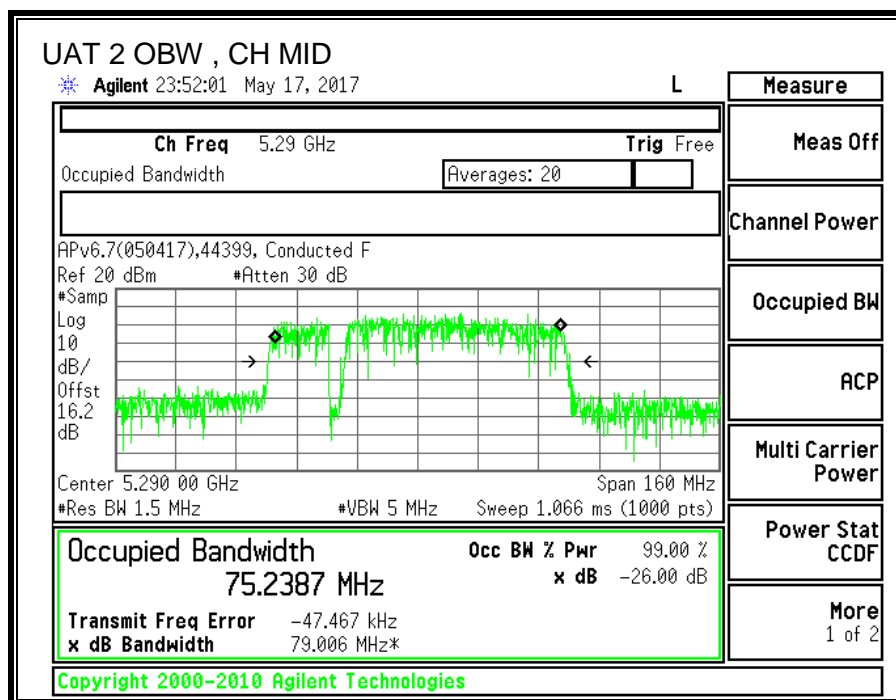 UAT 2 OBW , CH MID
Agilent 23:52:01 May 17, 2017 L
Measure
Ch Freq 5.29 GHz Trig Free
Meas Off
Occupied Bandwidth Averages: 20
Channel Power
APv6.7(050417),44399, Conducted F
Ref 20 dBm #Atten 30 dB
#Samp
Log
10
dB/
Offst
16.2
dB
Occupied BW
ACP
Multi Carrier
Power
Center 5.290 00 GHz Span 160 MHz
#Res BW 1.5 MHz #VBW 5 MHz Sweep 1.066 ms (1000 pts)
Power Stat
CCDF
Occupied Bandwidth Occ BW % Pwr 99.00 %
75.2387 MHz x dB -26.00 dB
Transmit Freq Error -47.467 kHz
x dB Bandwidth 79.006 MHz*
More
1 of 2
Copyright 2000-2010 Agilent Technologies